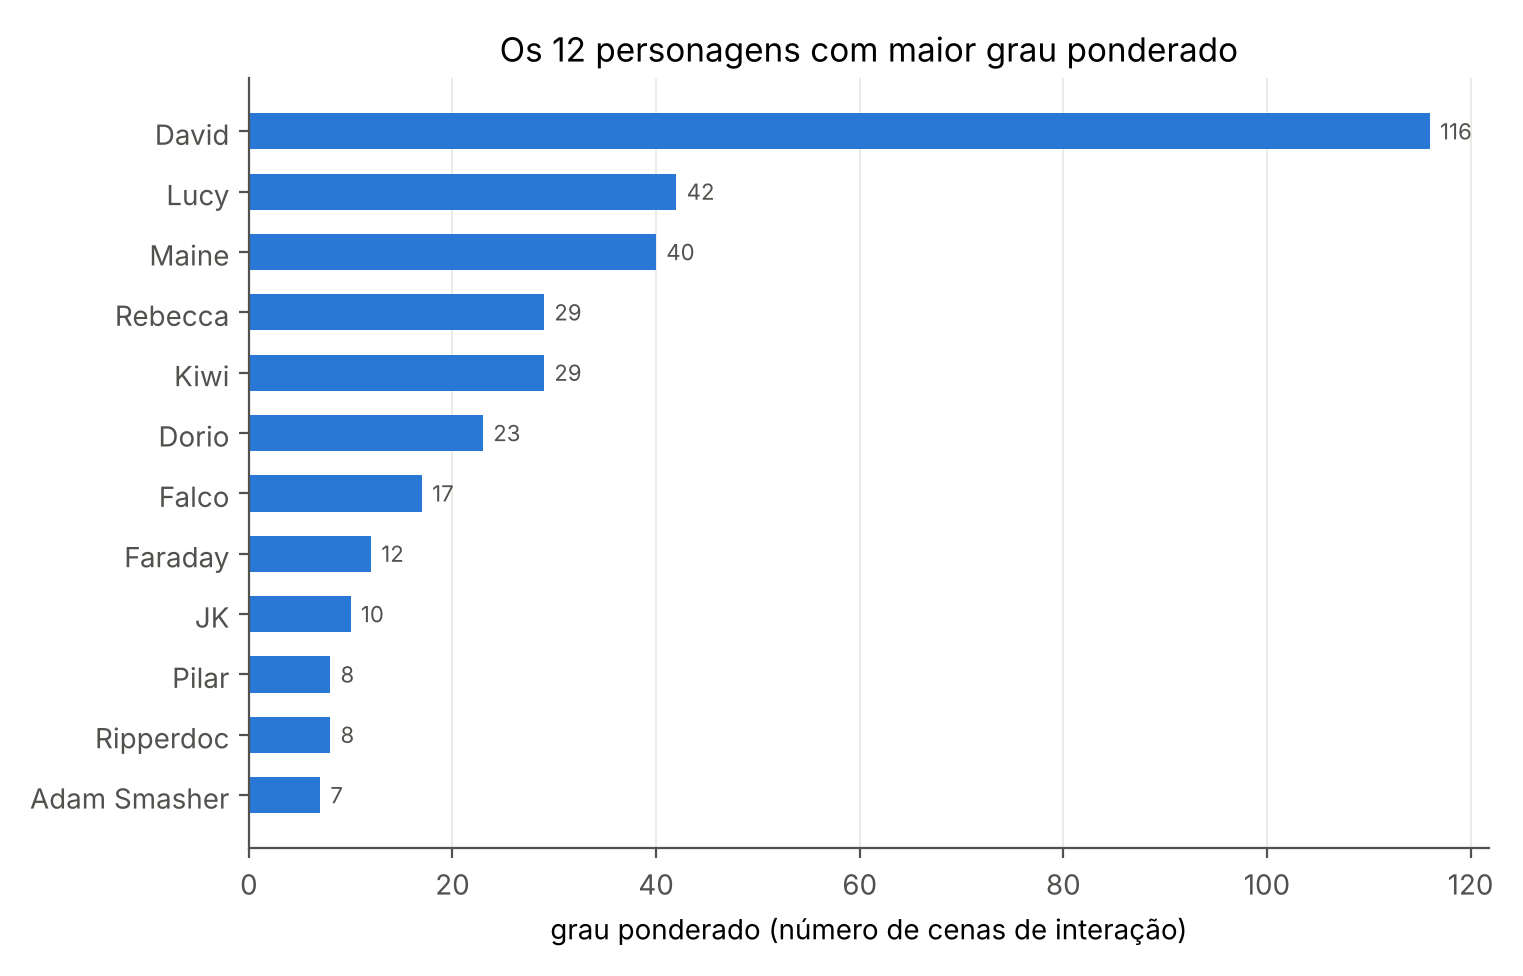 Os 12 personagens com maior grau ponderado
David 116
Lucy 42
Maine 40
Rebecca 29
Kiwi 29
Dorio 23
Falco 17
Faraday 12
JK 10
Pilar 8
Ripperdoc 8
Adam Smasher 7
0 20 40 60 80 100 120
grau ponderado (número de cenas de interação)